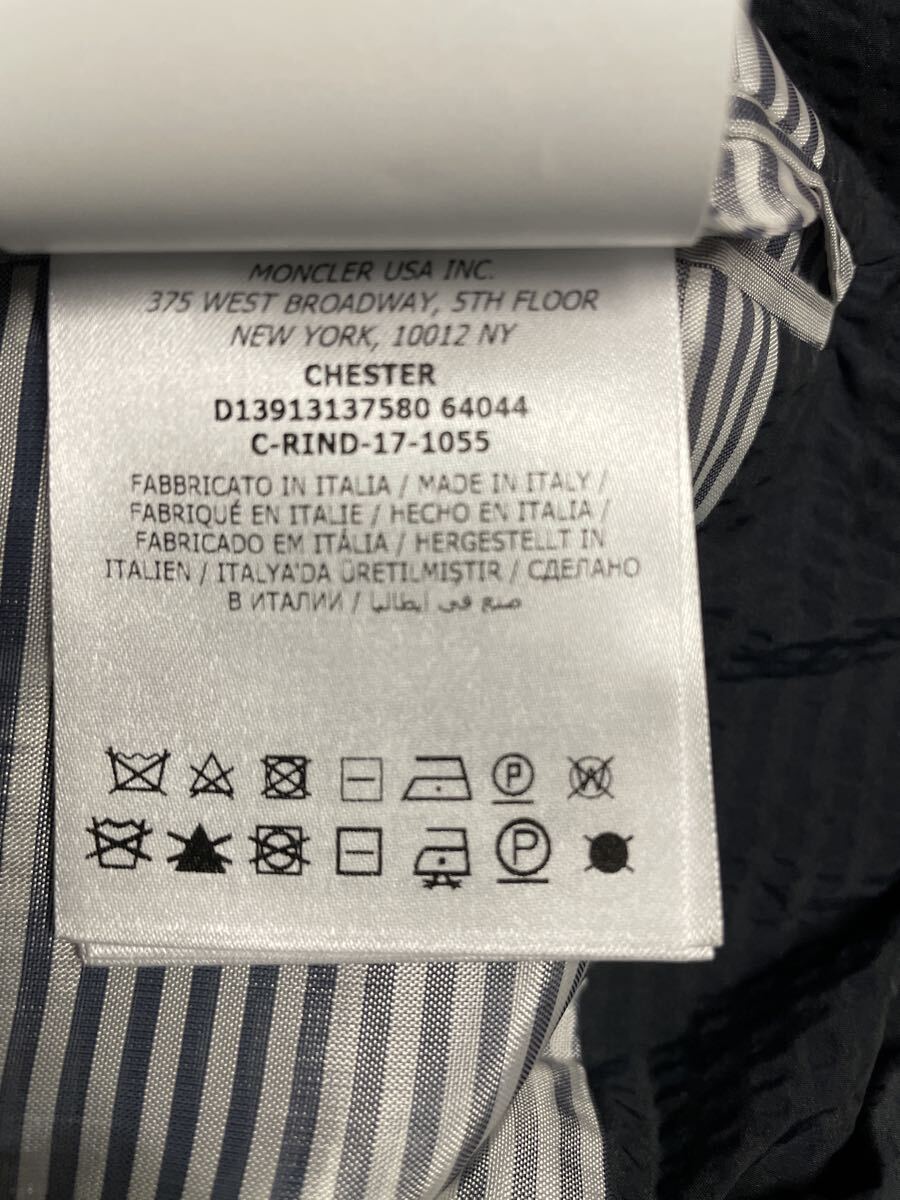 MONCLER USA INC.
375 WEST BROADWAY, 5TH FLOOR
NEW YORK, 10012 NY
CHESTER
D13913137580 64044
C-RIND-17-1055
FABBRICATO IN ITALIA / MADE IN ITALY /
FABRIQUÉ EN ITALIE / HECHO EN ITALIA /
FABRICADO EM ITÁLIA / HERGESTELLT IN
ITALIEN / ITALYA'DA ÜRETILMIŞTIR / СДЕЛАНО
В ИТАЛИИ / صنع في إيطاليا
P W
P